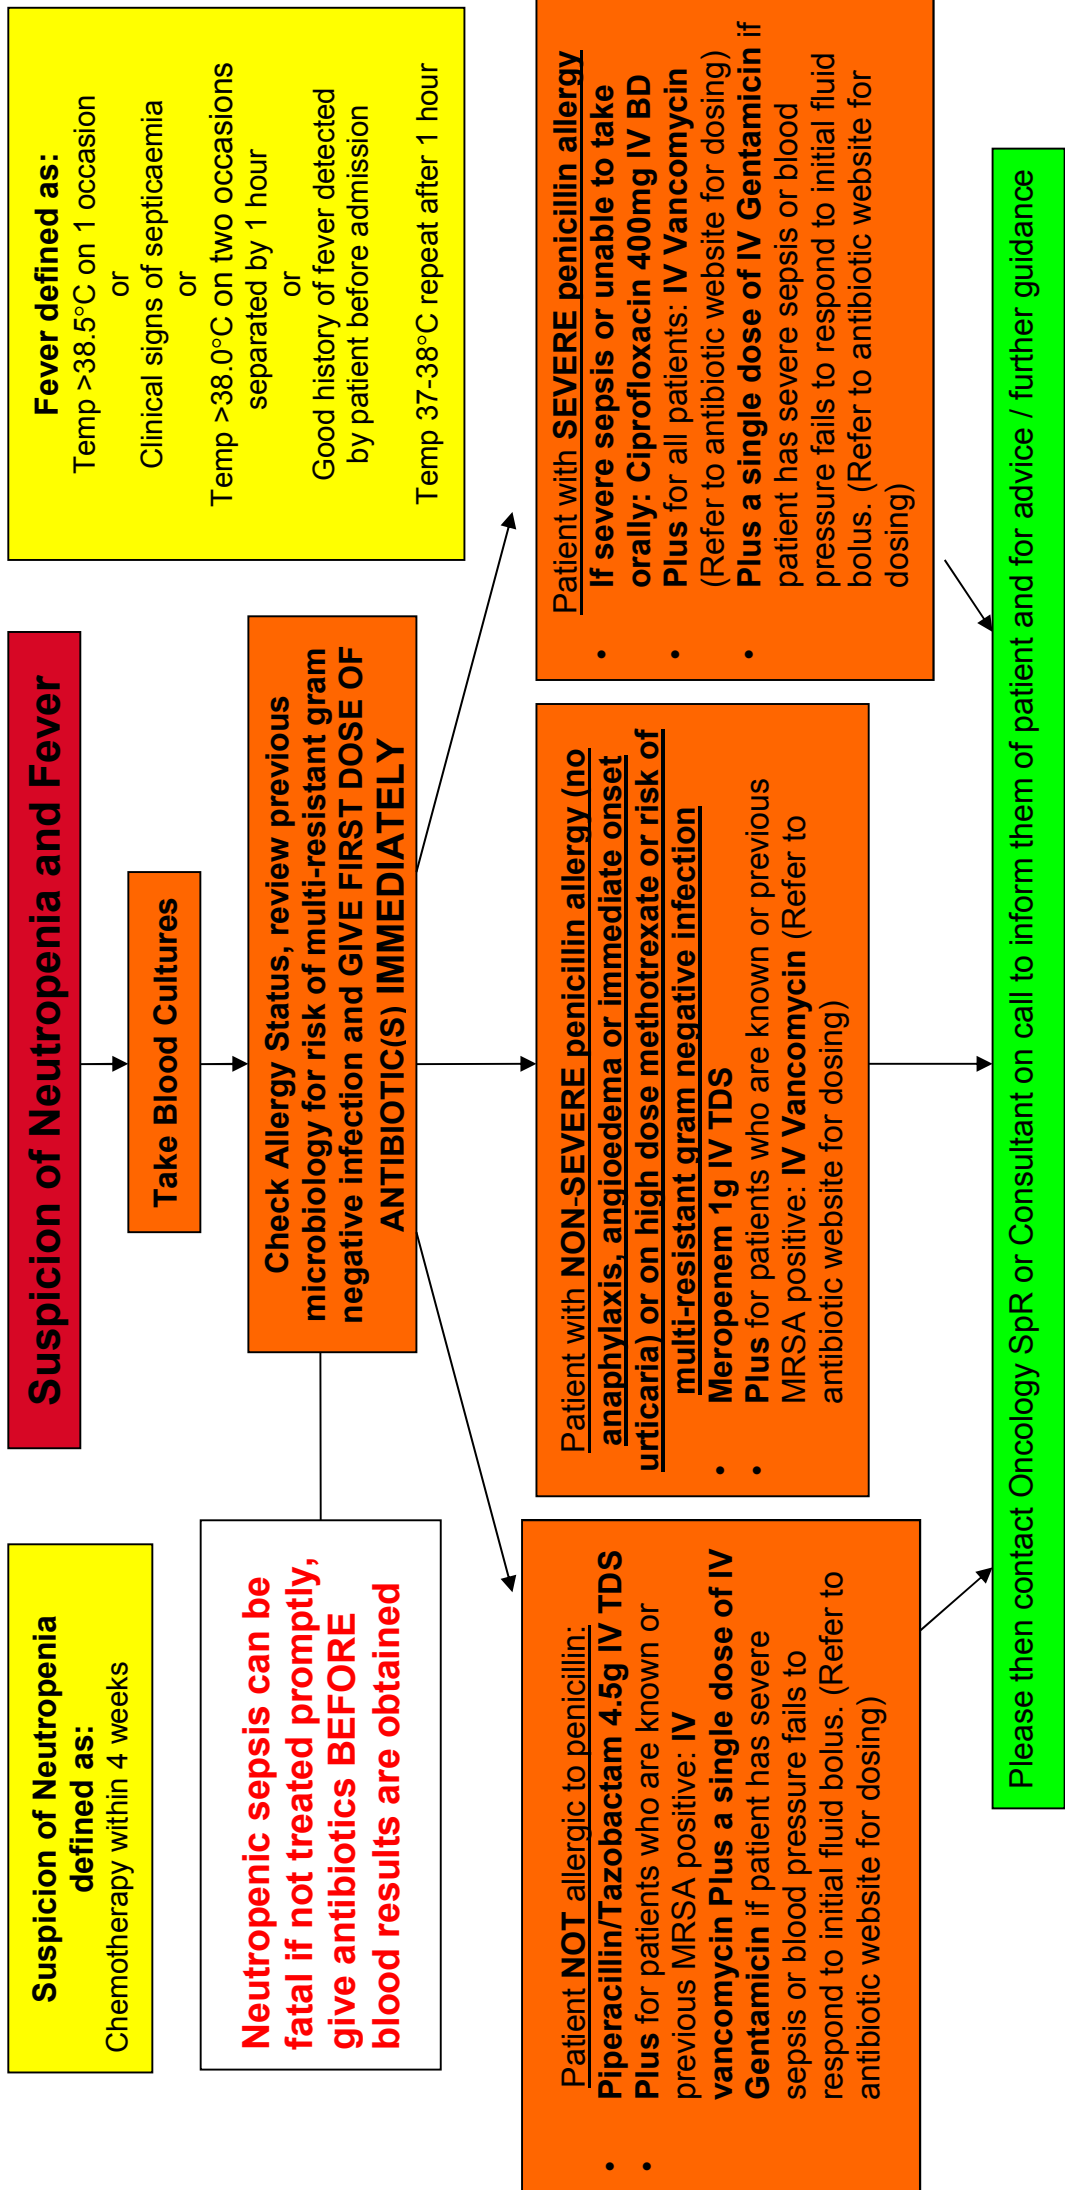 Suspicion of Neutropenia
defined as:
Chemotherapy within 4 weeks
Suspicion of Neutropenia and Fever
Fever defined as:
Temp >38.5°C on 1 occasion
or
Clinical signs of septicaemia
or
Temp >38.0°C on two occasions
separated by 1 hour
or
Good history of fever detected
by patient before admission
Temp 37-38°C repeat after 1 hour
Take Blood Cultures
Neutropenic sepsis can be
fatal if not treated promptly,
give antibiotics BEFORE
blood results are obtained
Check Allergy Status, review previous
microbiology for risk of multi-resistant gram
negative infection and GIVE FIRST DOSE OF
ANTIBIOTIC(S) IMMEDIATELY
Patient NOT allergic to penicillin:
• Piperacillin/Tazobactam 4.5g IV TDS
• Plus for patients who are known or
previous MRSA positive: IV
vancomycin Plus a single dose of IV
Gentamicin if patient has severe
sepsis or blood pressure fails to
respond to initial fluid bolus. (Refer to
antibiotic website for dosing)
Patient with NON-SEVERE penicillin allergy (no
anaphylaxis, angioedema or immediate onset
urticaria) or on high dose methotrexate or risk of
multi-resistant gram negative infection
• Meropenem 1g IV TDS
• Plus for patients who are known or previous
MRSA positive: IV Vancomycin (Refer to
antibiotic website for dosing)
Patient with SEVERE penicillin allergy
• If severe sepsis or unable to take
orally: Ciprofloxacin 400mg IV BD
• Plus for all patients: IV Vancomycin
(Refer to antibiotic website for dosing)
• Plus a single dose of IV Gentamicin if
patient has severe sepsis or blood
pressure fails to respond to initial fluid
bolus. (Refer to antibiotic website for
dosing)
Please then contact Oncology SpR or Consultant on call to inform them of patient and for advice / further guidance